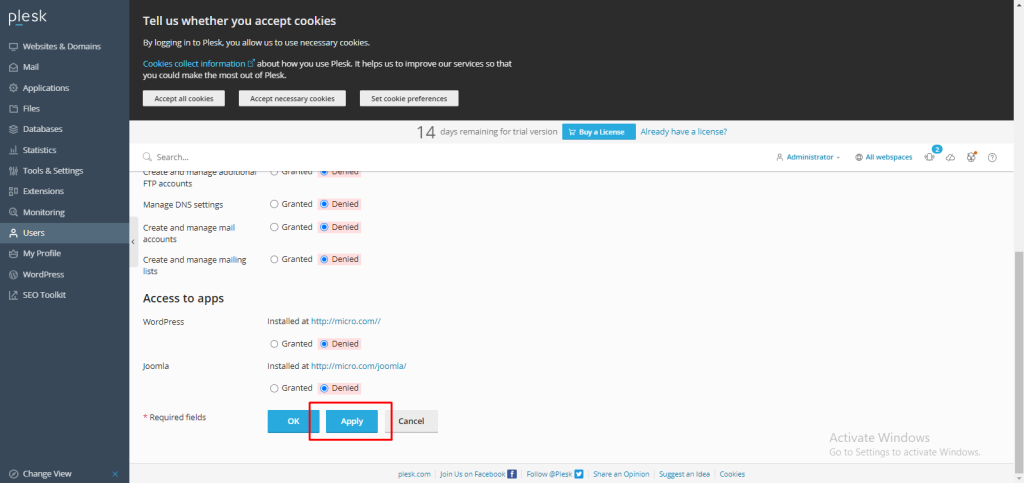 plesk
Websites & Domains
Mail
Applications
Files
Databases
Statistics
Tools & Settings
Extensions
Monitoring
Users
My Profile
WordPress
SEO Toolkit
Change View
Tell us whether you accept cookies
By logging in to Plesk, you allow us to use necessary cookies.
Cookies collect information about how you use Plesk. It helps us to improve our services so that
you could make the most out of Plesk.
Accept all cookies
Accept necessary cookies
Set cookie preferences
14 days remaining for trial version Buy a License Already have a license?
Search... Administrator All webspaces 2
Create and manage additional
FTP accounts
Granted Denied
Manage DNS settings
Granted Denied
Create and manage mail
accounts
Granted Denied
Create and manage mailing
lists
Granted Denied
Access to apps
WordPress
Installed at http://micro.com//
Granted Denied
Joomla
Installed at http://micro.com/joomla/
Granted Denied
* Required fields
OK
Apply
Cancel
Activate Windows
Go to Settings to activate Windows.
plesk.com Join Us on Facebook Follow @Plesk Share an Opinion Suggest an Idea Cookies